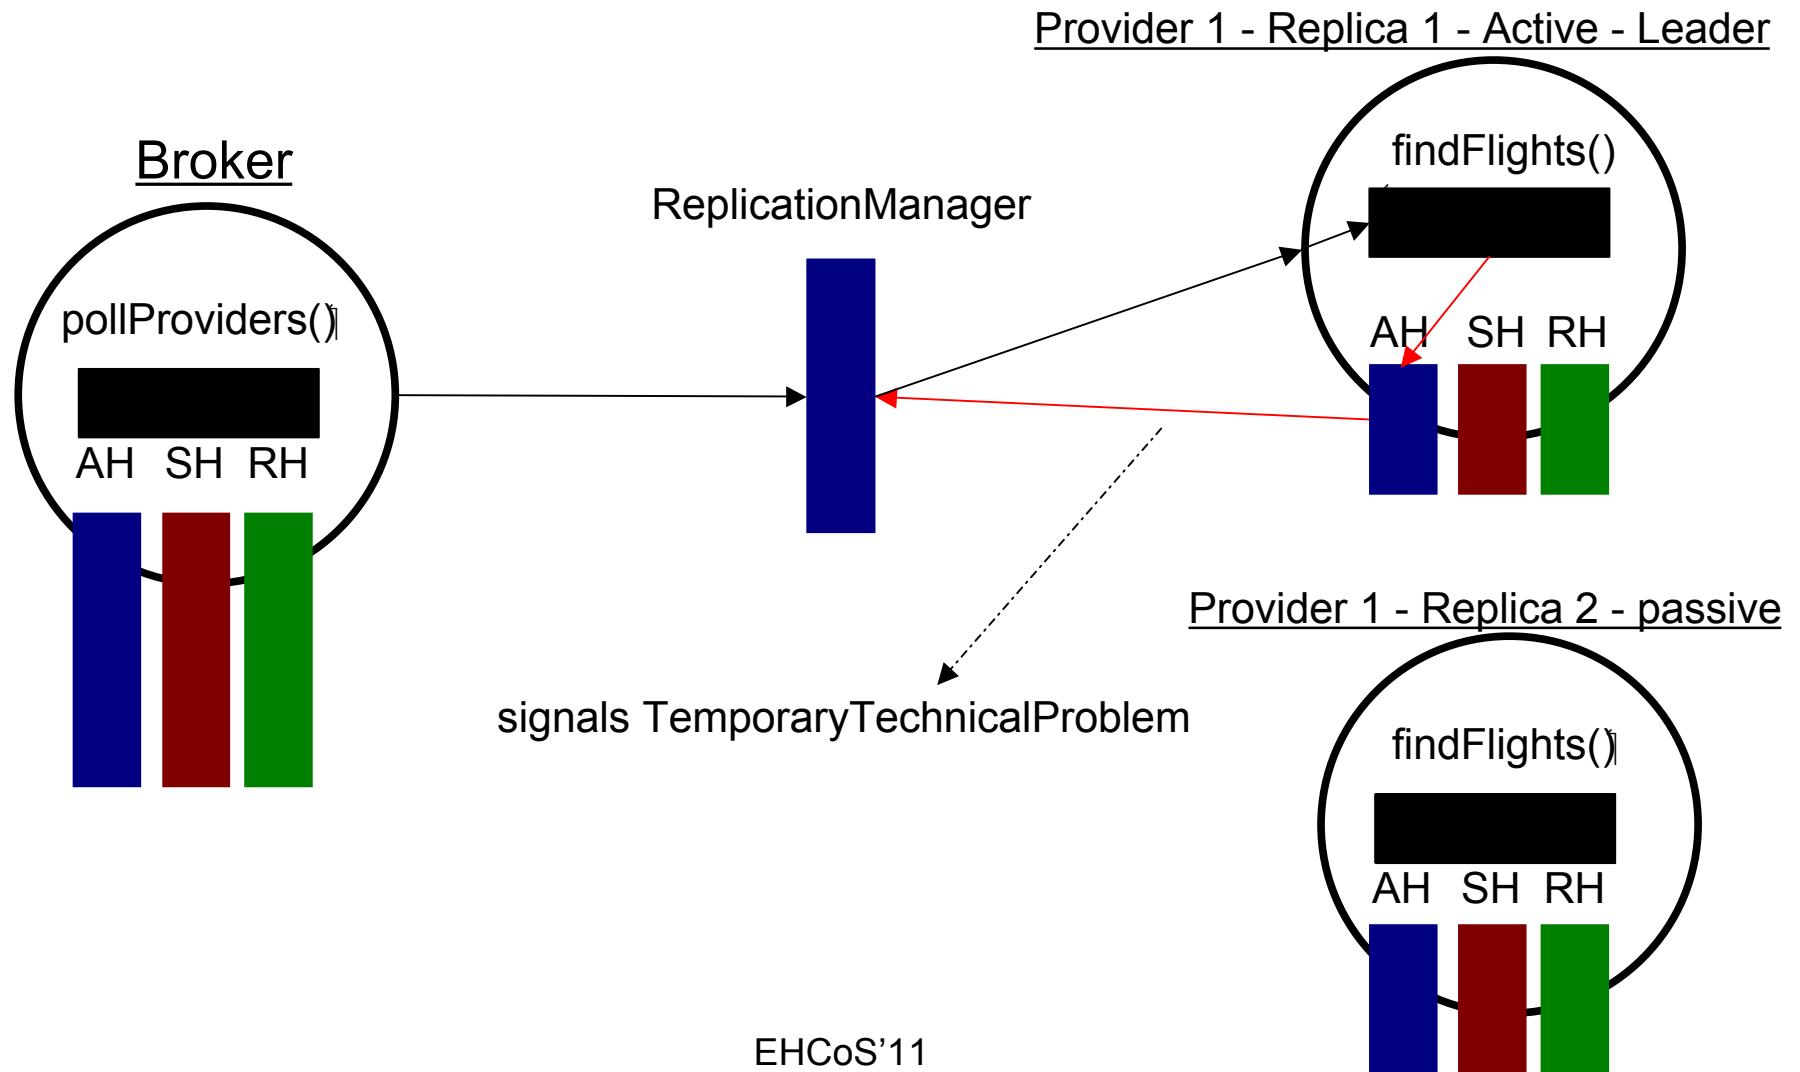 Provider 1 - Replica 1 - Active - Leader
Broker
findFlights()
ReplicationManager
pollProviders()
AH SH RH
AH SH RH
Provider 1 - Replica 2 - passive
signals TemporaryTechnicalProblem
findFlights()
AH SH RH
EHCoS’11